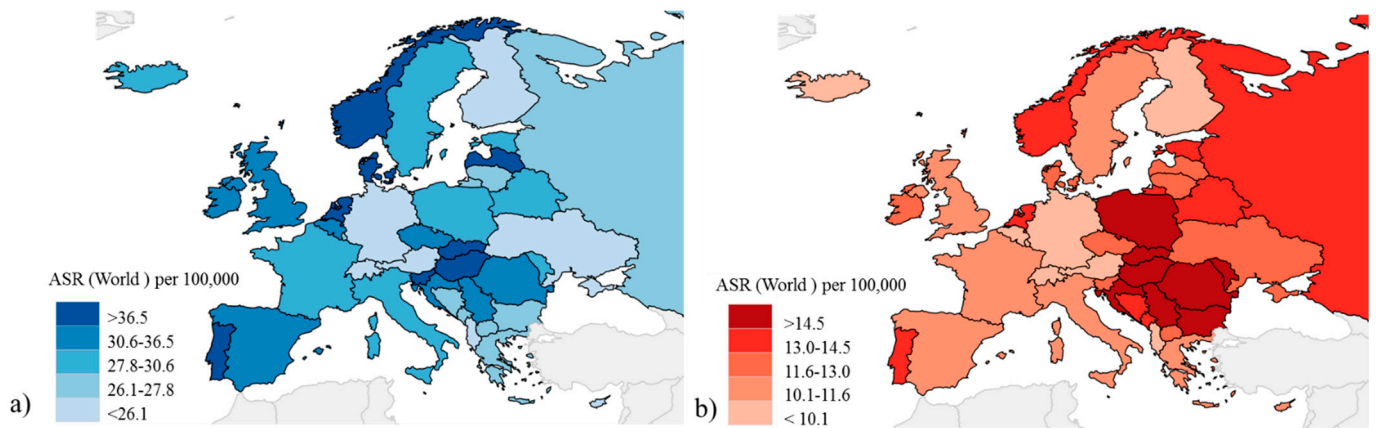 ASR (World ) per 100,000
>36.5
30.6-36.5
27.8-30.6
26.1-27.8
<26.1
a)
ASR (World ) per 100,000
>14.5
13.0-14.5
11.6-13.0
10.1-11.6
< 10.1
b)